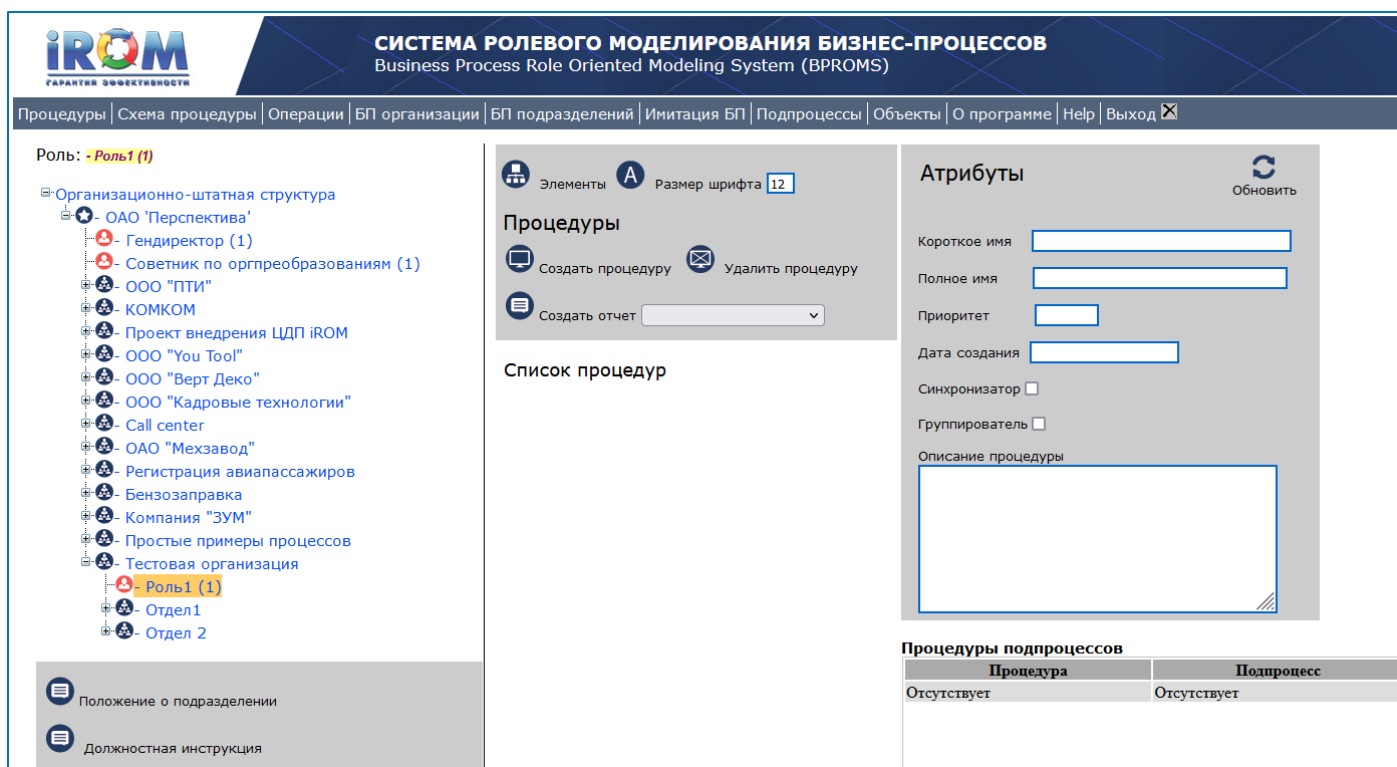 iROM
ГАРАНТИЯ ЭФФЕКТИВНОСТИ
СИСТЕМА РОЛЕВОГО МОДЕЛИРОВАНИЯ БИЗНЕС-ПРОЦЕССОВ
Business Process Role Oriented Modeling System (BPROMS)
Процедуры Схема процедуры Операции БП организации БП подразделений Имитация БП Подпроцессы Объекты О программе Help Выход
Роль: - Роль1 (1)
Организационно-штатная структура
- ОАО 'Перспектива'
- Гендиректор (1)
- Советник по оргпреобразованиям (1)
- ООО "ПТИ"
- КОМКОМ
- Проект внедрения ЦДП iROM
- ООО "You Tool"
- ООО "Верт Деко"
- ООО "Кадровые технологии"
- Call center
- ОАО "Мехзавод"
- Регистрация авиапассажиров
- Бензозаправка
- Компания "ЗУМ"
- Простые примеры процессов
- Тестовая организация
- Роль1 (1)
- Отдел1
- Отдел 2
Положение о подразделении
Должностная инструкция
Элементы A Размер шрифта 12
Процедуры
Создать процедуру Удалить процедуру
Создать отчет
Список процедур
Атрибуты
Обновить
Короткое имя
Полное имя
Приоритет
Дата создания
Синхронизатор
Группирователь
Описание процедуры
Процедуры подпроцессов
Процедура Подпроцесс
Отсутствует Отсутствует